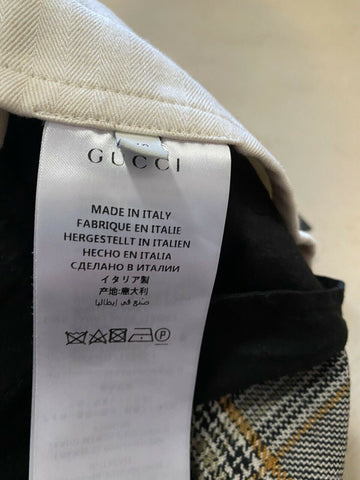 GUCCI
MADE IN ITALY
FABRIQUE EN ITALIE
HERGESTELLT IN ITALIEN
HECHO EN ITALIA
СДЕЛАНО В ИТАЛИИ
イタリア製
产地:意大利
صنع في إيطاليا